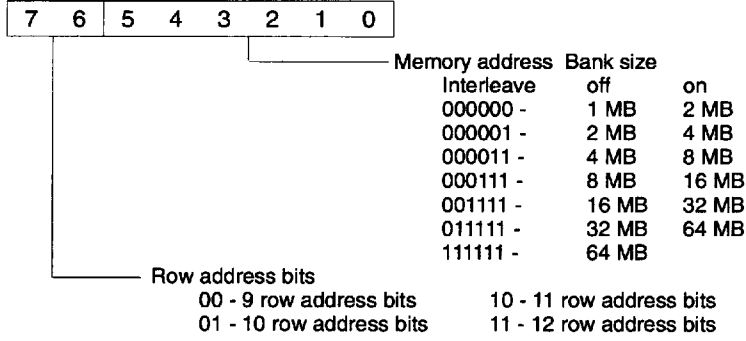 7 6 5 4 3 2 1 0
Memory address Bank size
Interleave off on
000000 - 1 MB 2 MB
000001 - 2 MB 4 MB
000011 - 4 MB 8 MB
000111 - 8 MB 16 MB
001111 - 16 MB 32 MB
011111 - 32 MB 64 MB
111111 - 64 MB
Row address bits
00 - 9 row address bits 10 - 11 row address bits
01 - 10 row address bits 11 - 12 row address bits